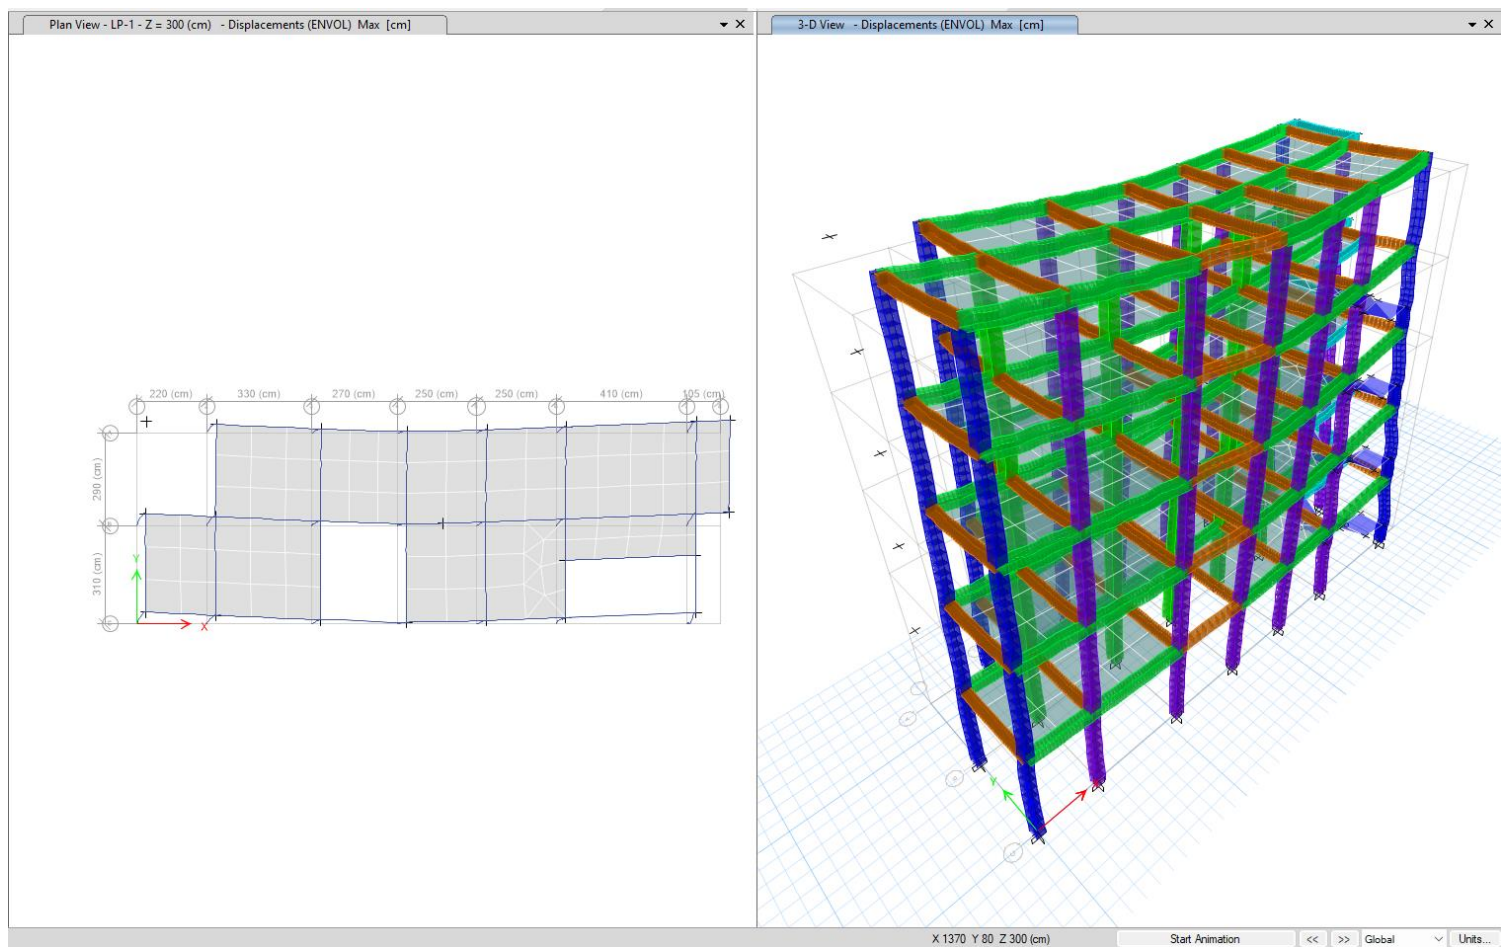 Plan View - LP-1 - Z = 300 (cm) - Displacements (ENVOL) Max [cm]
3-D View - Displacements (ENVOL) Max [cm]
220 (cm)
330 (cm)
270 (cm)
250 (cm)
250 (cm)
410 (cm)
105 (cm)
290 (cm)
310 (cm)
Y
X
Y
X 1370 Y 80 Z 300 (cm)
Start Animation
<<
>>
Global
Units...